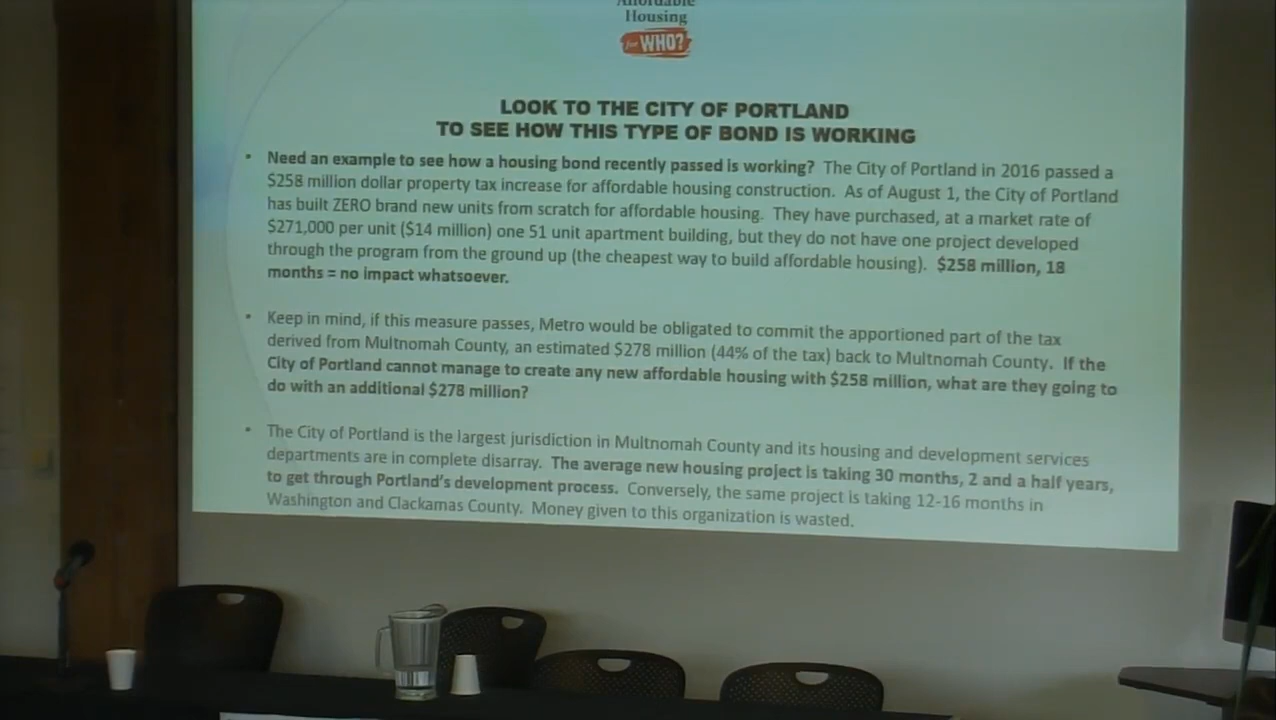 Affordable
Housing
for WHO?
LOOK TO THE CITY OF PORTLAND
TO SEE HOW THIS TYPE OF BOND IS WORKING
• Need an example to see how a housing bond recently passed is working? The City of Portland in 2016 passed a
$258 million dollar property tax increase for affordable housing construction. As of August 1, the City of Portland
has built ZERO brand new units from scratch for affordable housing. They have purchased, at a market rate of
$271,000 per unit ($14 million) one 51 unit apartment building, but they do not have one project developed
through the program from the ground up (the cheapest way to build affordable housing). $258 million, 18
months = no impact whatsoever.
• Keep in mind, if this measure passes, Metro would be obligated to commit the apportioned part of the tax
derived from Multnomah County, an estimated $278 million (44% of the tax) back to Multnomah County. If the
City of Portland cannot manage to create any new affordable housing with $258 million, what are they going to
do with an additional $278 million?
• The City of Portland is the largest jurisdiction in Multnomah County and its housing and development services
departments are in complete disarray. The average new housing project is taking 30 months, 2 and a half years,
to get through Portland's development process. Conversely, the same project is taking 12-16 months in
Washington and Clackamas County. Money given to this organization is wasted.